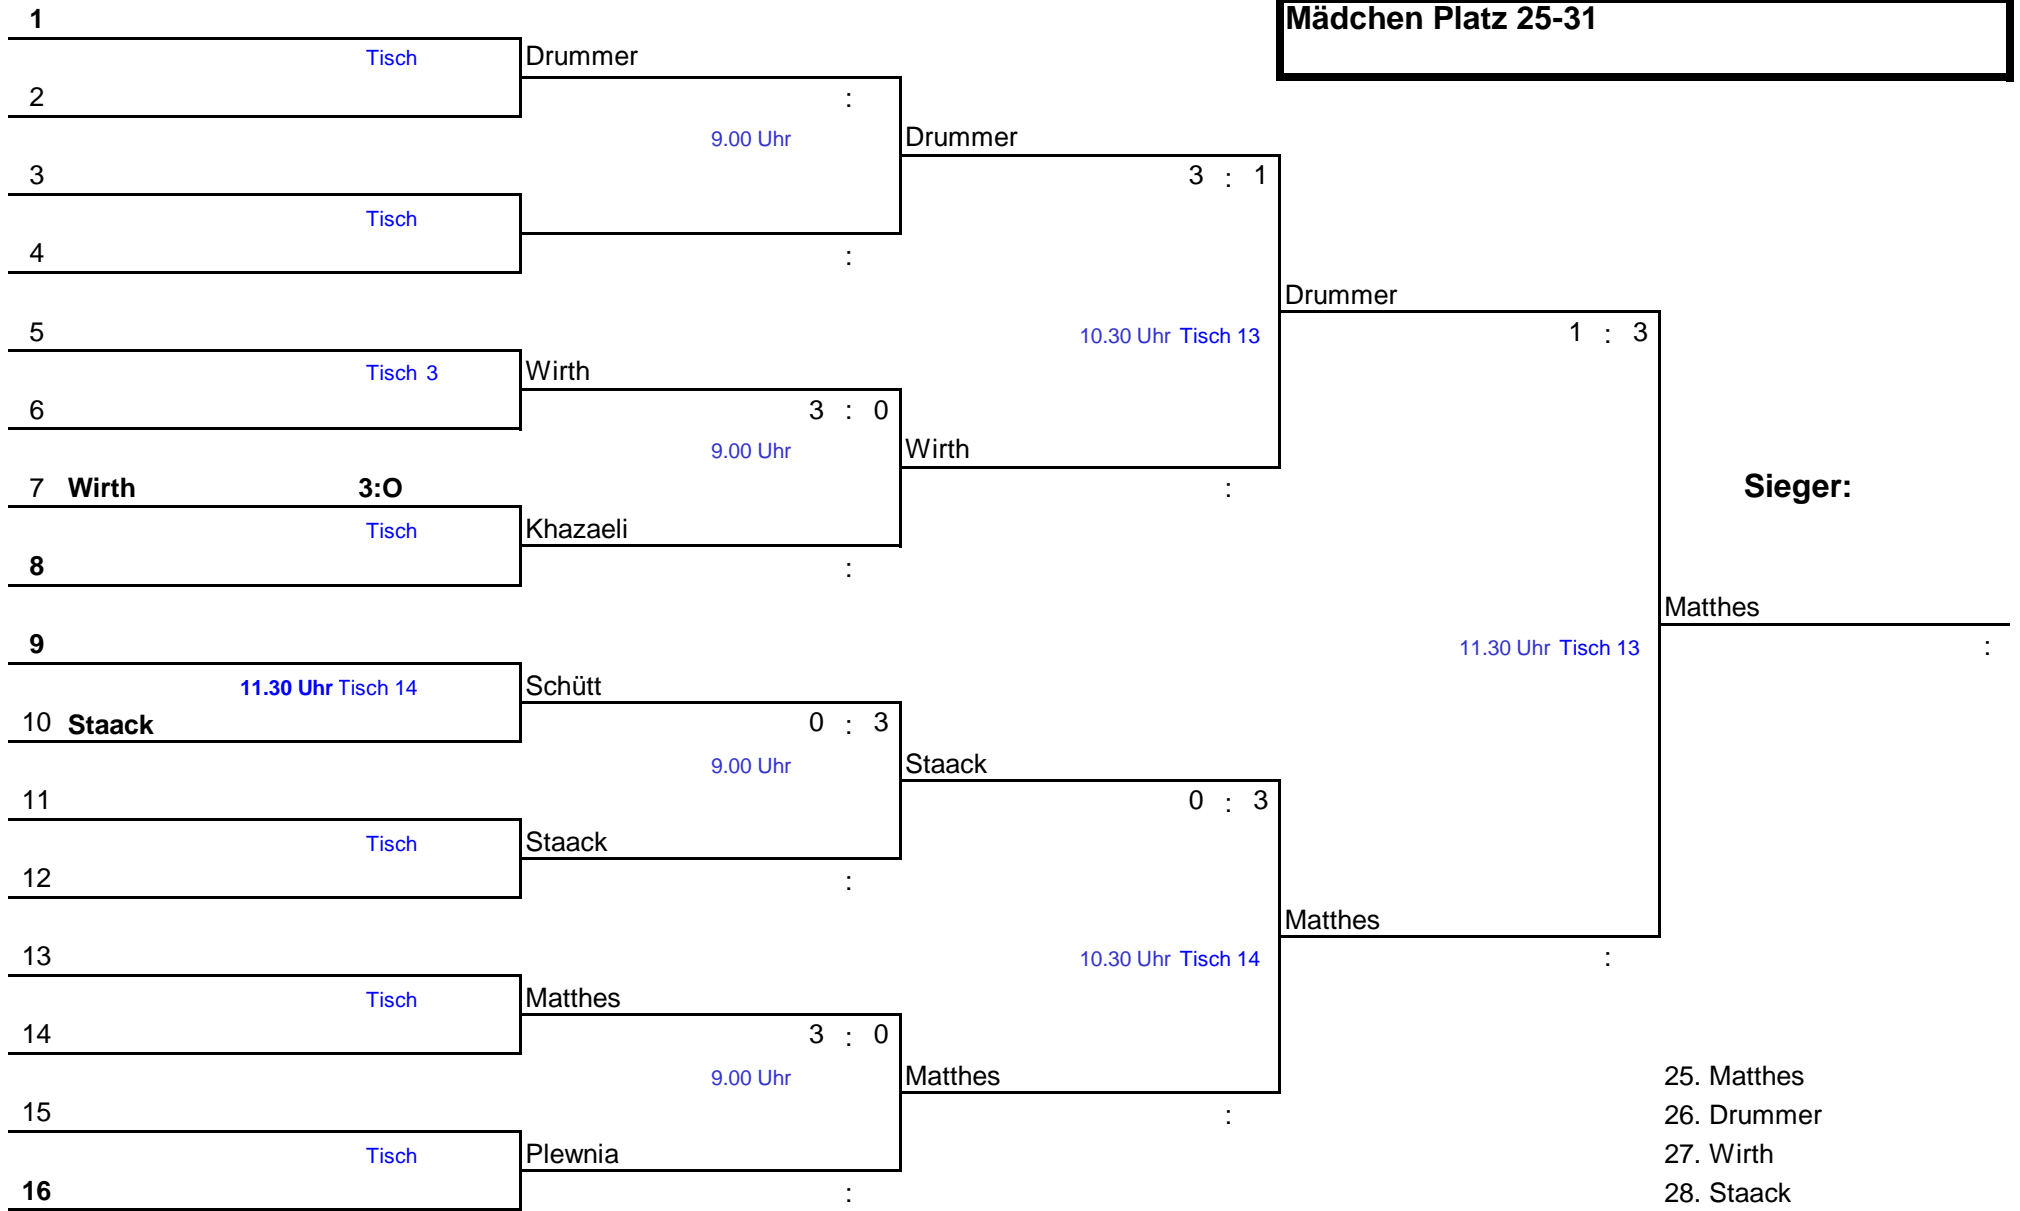 1
Mädchen Platz 25-31
Tisch Drummer
2 :
9.00 Uhr Drummer
3 3 : 1
Tisch
4 :
Drummer
5 10.30 Uhr Tisch 13 1 : 3
Tisch 3 Wirth
6 3 : 0
9.00 Uhr Wirth
7 Wirth 3:O : Sieger:
Tisch Khazaeli
8 :
Matthes
9 11.30 Uhr Tisch 13 :
11.30 Uhr Tisch 14 Schütt
10 Staack 0 : 3
9.00 Uhr Staack
11 0 : 3
Tisch Staack
12 :
Matthes
13 10.30 Uhr Tisch 14 :
Tisch Matthes
14 3 : 0
9.00 Uhr Matthes 25. Matthes
15 : 26. Drummer
Tisch Plewnia 27. Wirth
16 : 28. Staack